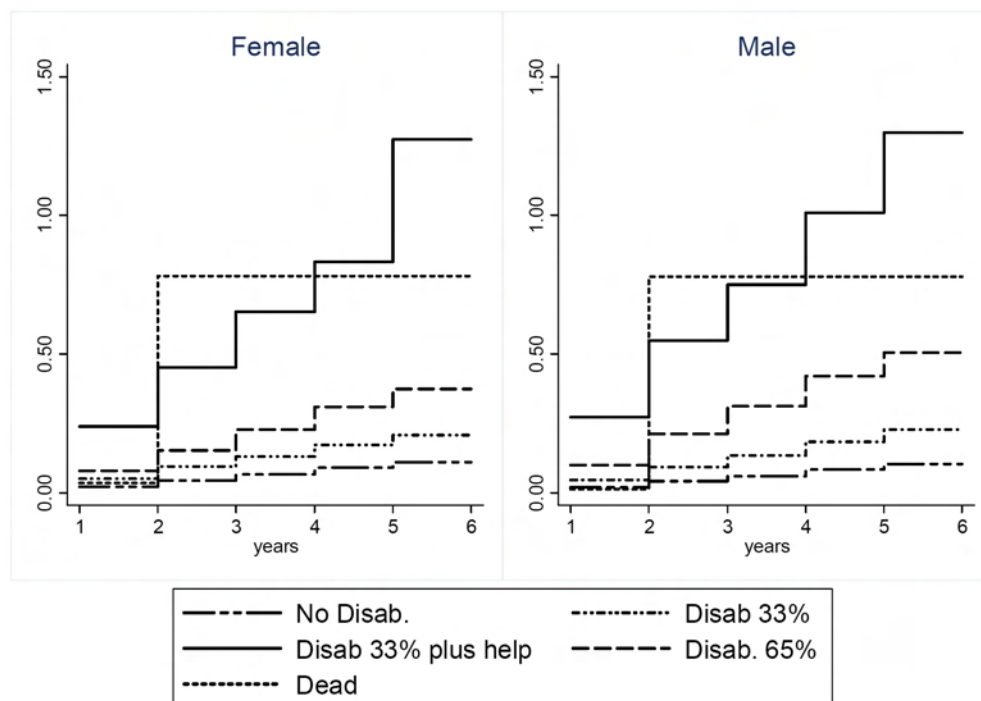 Female
Male
1.50
1.00
0.50
0.00
1 2 3 4 5 6
years
1.50
1.00
0.50
0.00
1 2 3 4 5 6
years
No Disab.
Disab 33%
Disab 33% plus help
Disab. 65%
Dead